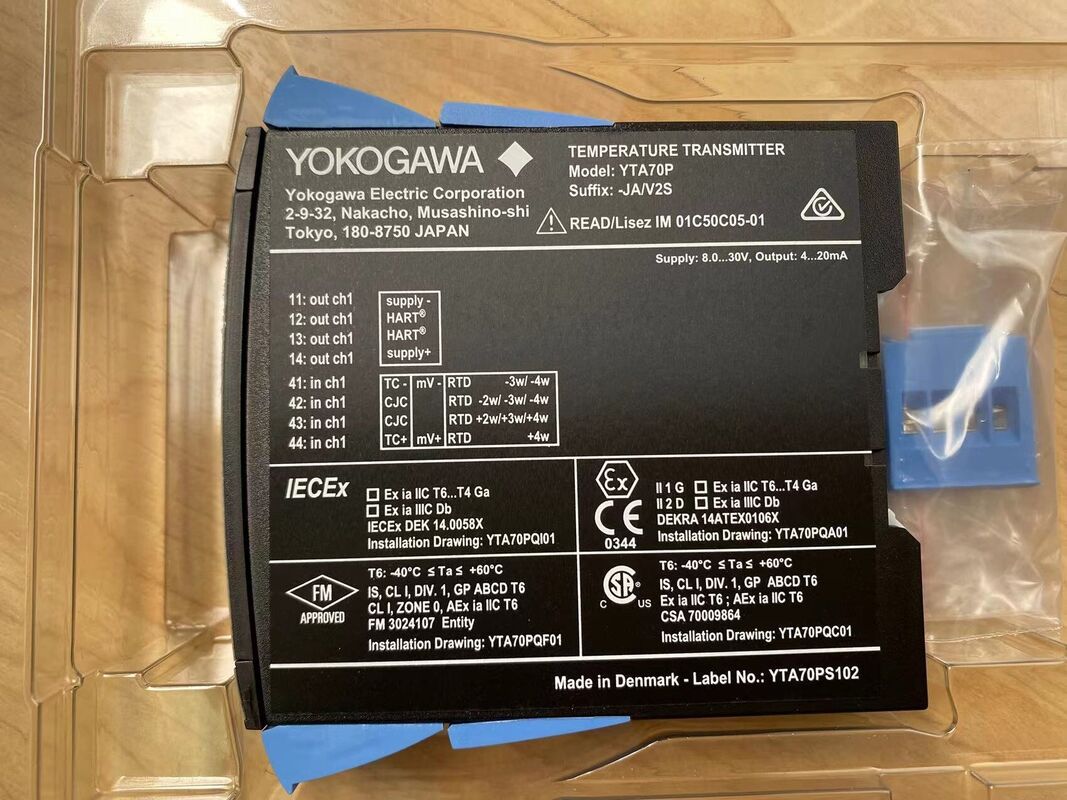 YOKOGAWA
Yokogawa Electric Corporation
2-9-32, Nakacho, Musashino-shi
Tokyo, 180-8750 JAPAN
TEMPERATURE TRANSMITTER
Model: YTA70P
Suffix: -JA/V2S
READ/Lisez IM 01C50C05-01
Supply: 8.0...30V, Output: 4...20mA
11: out ch1 supply -
12: out ch1 HART®
13: out ch1 HART®
14: out ch1 supply+
41: in ch1 TC - mV - RTD -3w/ -4w
42: in ch1 CJC RTD -2w/ -3w/ -4w
43: in ch1 CJC RTD +2w/+3w/+4w
44: in ch1 TC+ mV+ RTD +4w
IECEx
Ex ia IIC T6...T4 Ga
Ex ia IIIC Db
IECEx DEK 14.0058X
Installation Drawing: YTA70PQI01
Ex
CE
0344
II 1 G Ex ia IIC T6...T4 Ga
II 2 D Ex ia IIIC Db
DEKRA 14ATEX0106X
Installation Drawing: YTA70PQA01
FM
APPROVED
T6: -40°C ≤Ta≤ +60°C
IS, CL I, DIV. 1, GP ABCD T6
CL I, ZONE 0, AEx ia IIC T6
FM 3024107 Entity
Installation Drawing: YTA70PQF01
CSA
C US
T6: -40°C ≤Ta≤ +60°C
IS, CL I, DIV. 1, GP ABCD T6
Ex ia IIC T6 ; AEx ia IIC T6
CSA 70009864
Installation Drawing: YTA70PQC01
Made in Denmark - Label No.: YTA70PS102